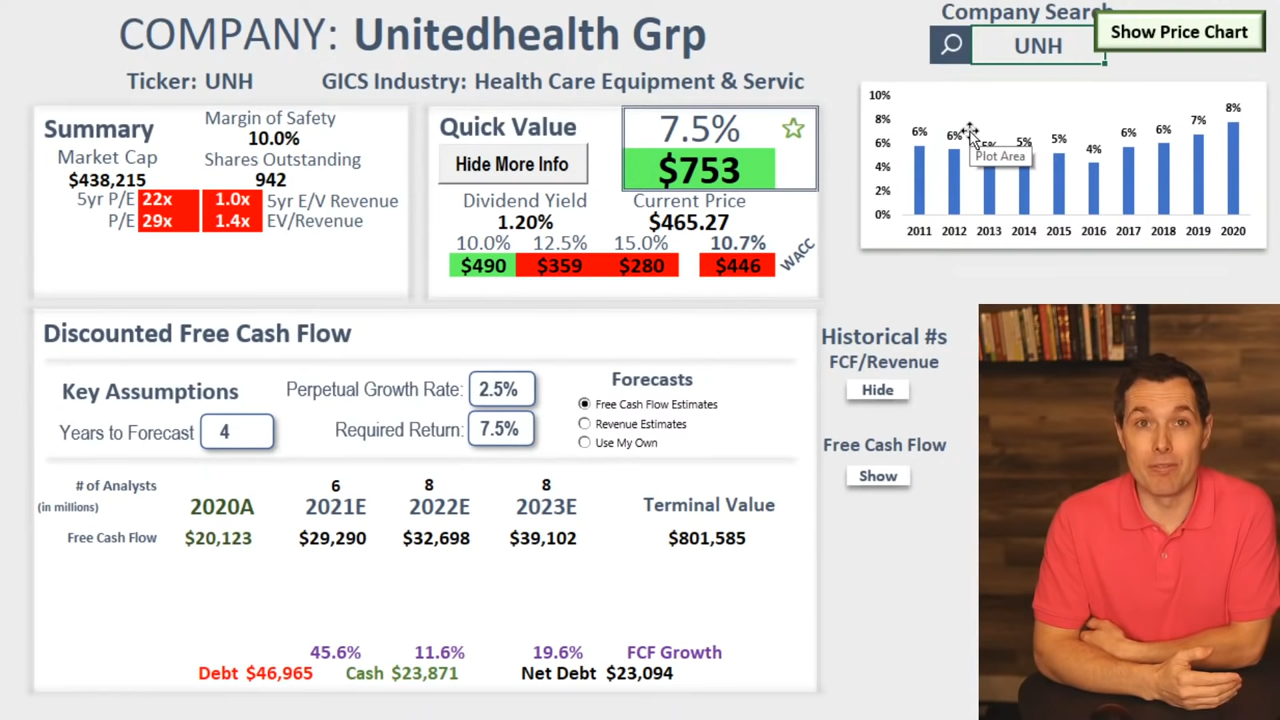 COMPANY: Unitedhealth Grp
Ticker: UNH
GICS Industry: Health Care Equipment & Servic
Company Search
UNH
Show Price Chart
Summary
Margin of Safety
10.0%
Market Cap
$438,215
Shares Outstanding
942
5yr P/E 22x
1.0x 5yr E/V Revenue
P/E 29x
1.4x EV/Revenue
Quick Value
Hide More Info
7.5%
$753
Dividend Yield
1.20%
Current Price
$465.27
10.0% 12.5% 15.0% 10.7%
$490 $359 $280 $446 WACC
10%
8%
6%
4%
2%
0%
6% 6% 5% 5% 4% 6% 6% 7% 8%
Plot Area
2011 2012 2013 2014 2015 2016 2017 2018 2019 2020
Discounted Free Cash Flow
Key Assumptions
Years to Forecast 4
Perpetual Growth Rate: 2.5%
Required Return: 7.5%
Forecasts
Free Cash Flow Estimates
Revenue Estimates
Use My Own
Historical #s
FCF/Revenue
Hide
Free Cash Flow
Show
# of Analysts 6 8 8
(in millions) 2020A 2021E 2022E 2023E Terminal Value
Free Cash Flow $20,123 $29,290 $32,698 $39,102 $801,585
45.6% 11.6% 19.6% FCF Growth
Debt $46,965 Cash $23,871 Net Debt $23,094